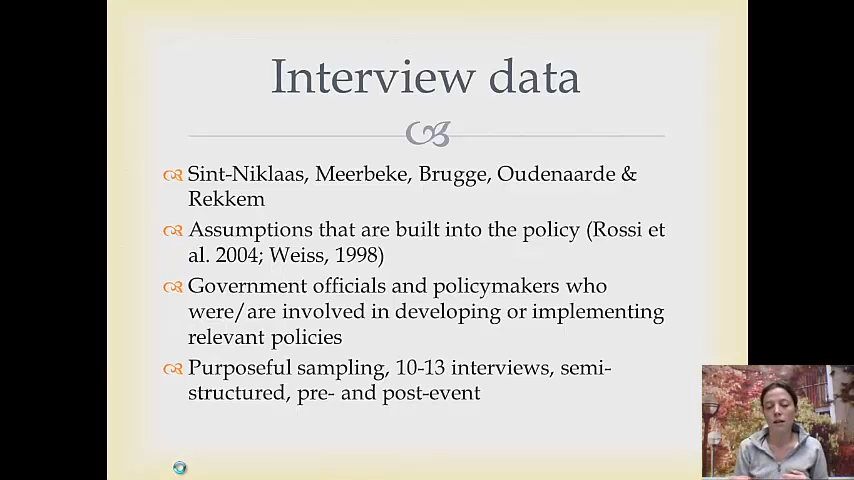 Interview data
Sint-Niklaas, Meerbeke, Brugge, Oudenaarde &
Rekkem
Assumptions that are built into the policy (Rossi et
al. 2004; Weiss, 1998)
Government officials and policymakers who
were/are involved in developing or implementing
relevant policies
Purposeful sampling, 10-13 interviews, semi-
structured, pre- and post-event